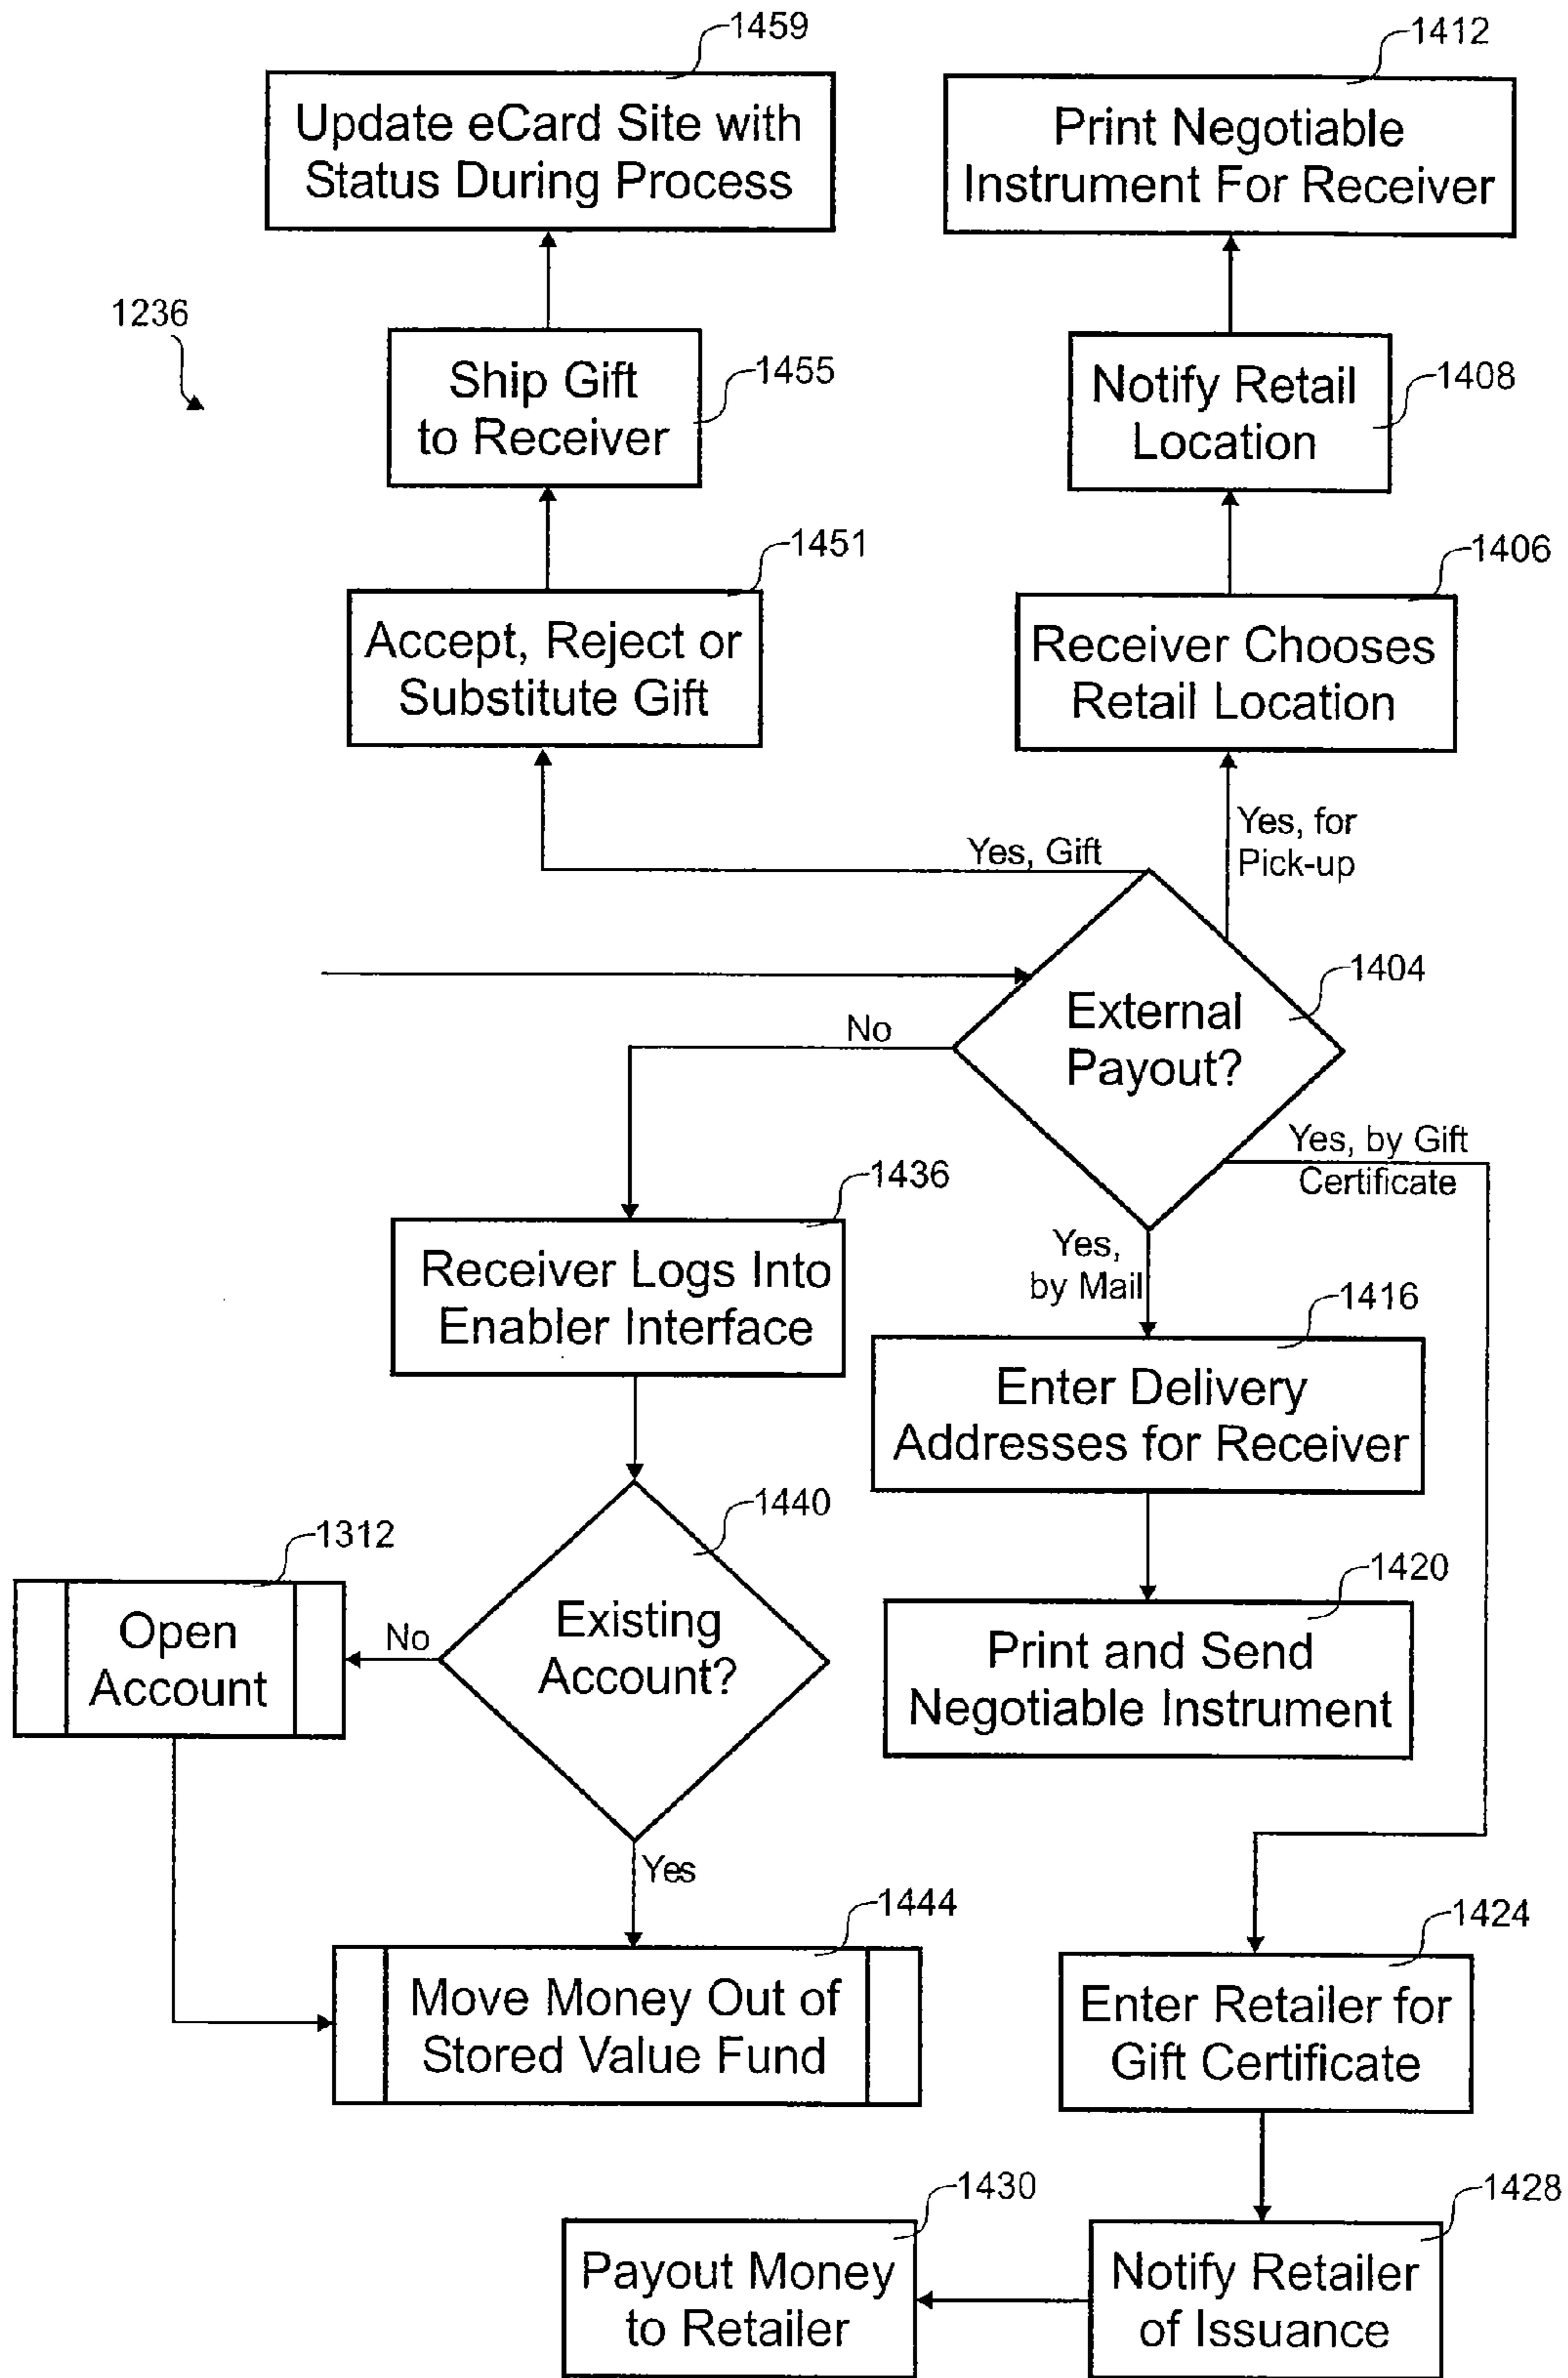 1459
1412
Update eCard Site with
Status During Process
Print Negotiable
Instrument For Receiver
1236
Ship Gift
to Receiver
1455
Notify Retail
Location
1408
1451
1406
Accept, Reject or
Substitute Gift
Receiver Chooses
Retail Location
Yes, Gift
Yes, for
Pick-up
1404
External
Payout?
No
Yes, by Gift
Certificate
1436
Receiver Logs Into
Enabler Interface
Yes,
by Mail
1416
Enter Delivery
Addresses for Receiver
1440
1312
Existing
Account?
No
Open
Account
1420
Print and Send
Negotiable Instrument
Yes
1444
1424
Move Money Out of
Stored Value Fund
Enter Retailer for
Gift Certificate
1430
1428
Payout Money
to Retailer
Notify Retailer
of Issuance